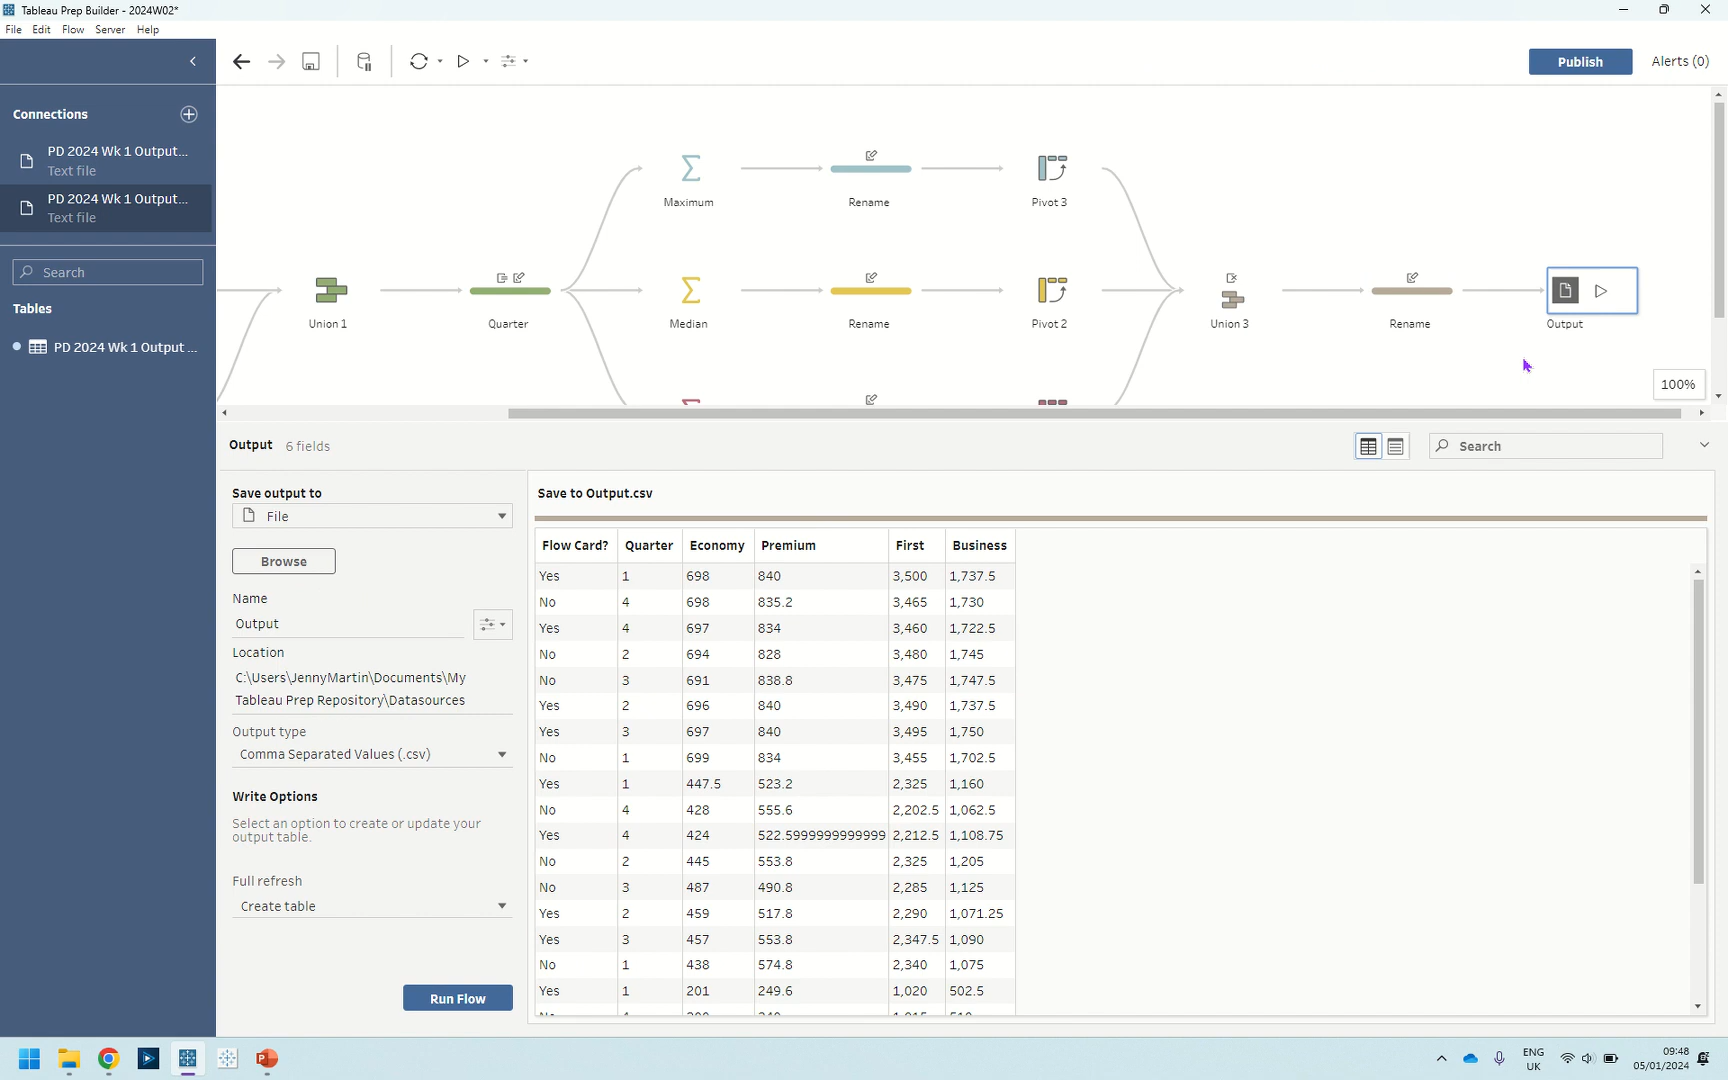 Tableau Prep Builder - 2024W02*
File Edit Flow Server Help
Publish Alerts (0)
Connections
PD 2024 Wk 1 Output...
Text file
PD 2024 Wk 1 Output...
Text file
Search
Tables
PD 2024 Wk 1 Output ...
Maximum Rename Pivot 3
Union 1 Quarter Median Rename Pivot 2 Union 3 Rename Output
100%
Output 6 fields
Search
Save output to
File
Browse
Name
Output
Location
C:\Users\JennyMartin\Documents\My
Tableau Prep Repository\Datasources
Output type
Comma Separated Values (.csv)
Write Options
Select an option to create or update your
output table.
Full refresh
Create table
Run Flow
Save to Output.csv
Flow Card? Quarter Economy Premium First Business
Yes 1 698 840 3,500 1,737.5
No 4 698 835.2 3,465 1,730
Yes 4 697 834 3,460 1,722.5
No 2 694 828 3,480 1,745
No 3 691 838.8 3,475 1,747.5
Yes 2 696 840 3,490 1,737.5
Yes 3 697 840 3,495 1,750
No 1 699 834 3,455 1,702.5
Yes 1 447.5 523.2 2,325 1,160
No 4 428 555.6 2,202.5 1,062.5
Yes 4 424 522.5999999999999 2,212.5 1,108.75
No 2 445 553.8 2,325 1,205
No 3 487 490.8 2,285 1,125
Yes 2 459 517.8 2,290 1,071.25
Yes 3 457 553.8 2,347.5 1,090
No 1 438 574.8 2,340 1,075
Yes 1 201 249.6 1,020 502.5
ENG
UK
09:48
05/01/2024